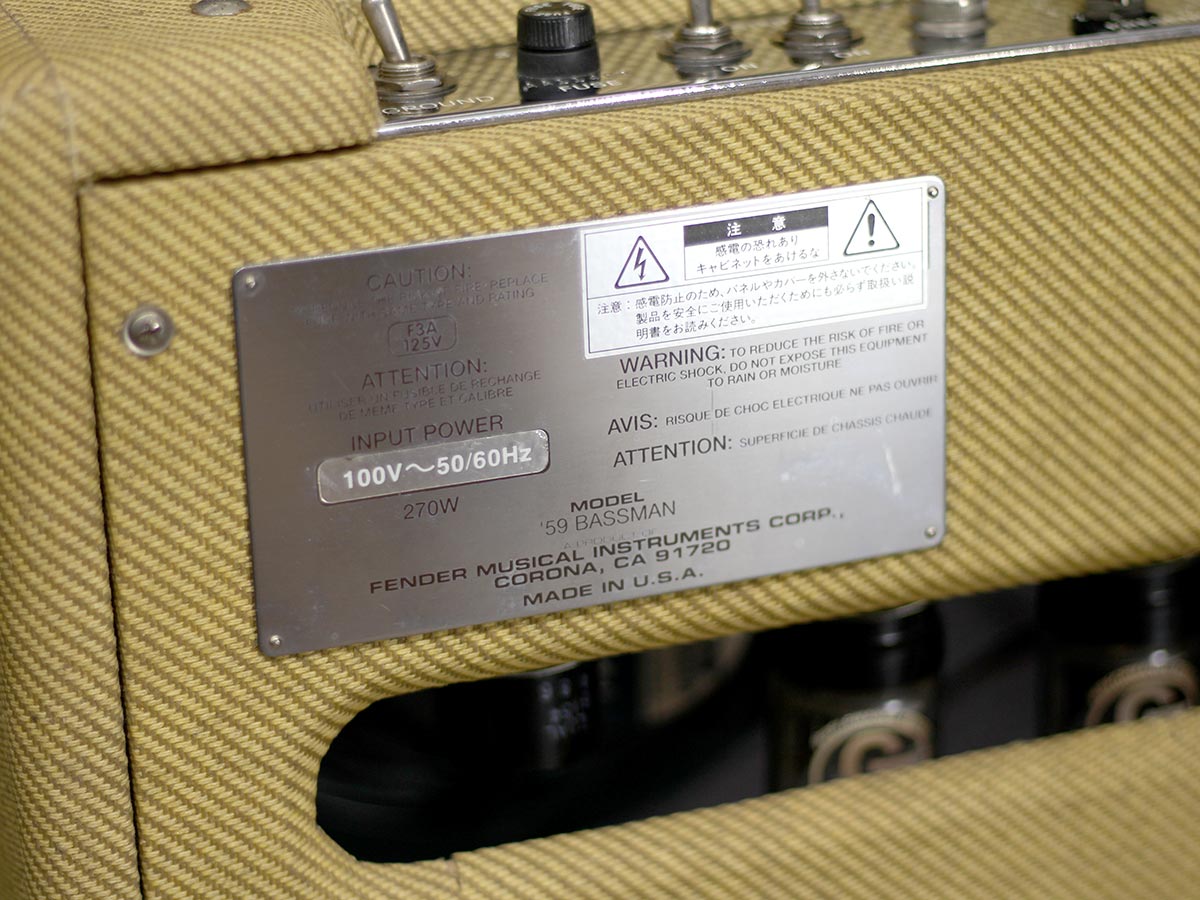 GROUND
FUSE
ON
CAUTION:
REPLACE
TYPE AND RATING
F3A
125V
ATTENTION:
UTILISER UN FUSIBLE DE RECHANGE
DE MEME TYPE ET CALIBRE
INPUT POWER
100V～50/60Hz
270W
注 意
感電の恐れあり
キャビネットをあけるな
注意：感電防止のため、パネルやカバーを外さないでください。
製品を安全にご使用いただくためにも必ず取扱い説
明書をお読みください。
WARNING: TO REDUCE THE RISK OF FIRE OR
ELECTRIC SHOCK, DO NOT EXPOSE THIS EQUIPMENT
TO RAIN OR MOISTURE
AVIS: RISQUE DE CHOC ELECTRIQUE NE PAS OUVRIR
ATTENTION: SUPERFICIE DE CHASSIS CHAUDE
MODEL
'59 BASSMAN
A PRODUCT OF
FENDER MUSICAL INSTRUMENTS CORP.,
CORONA, CA 91720
MADE IN U.S.A.
G
G